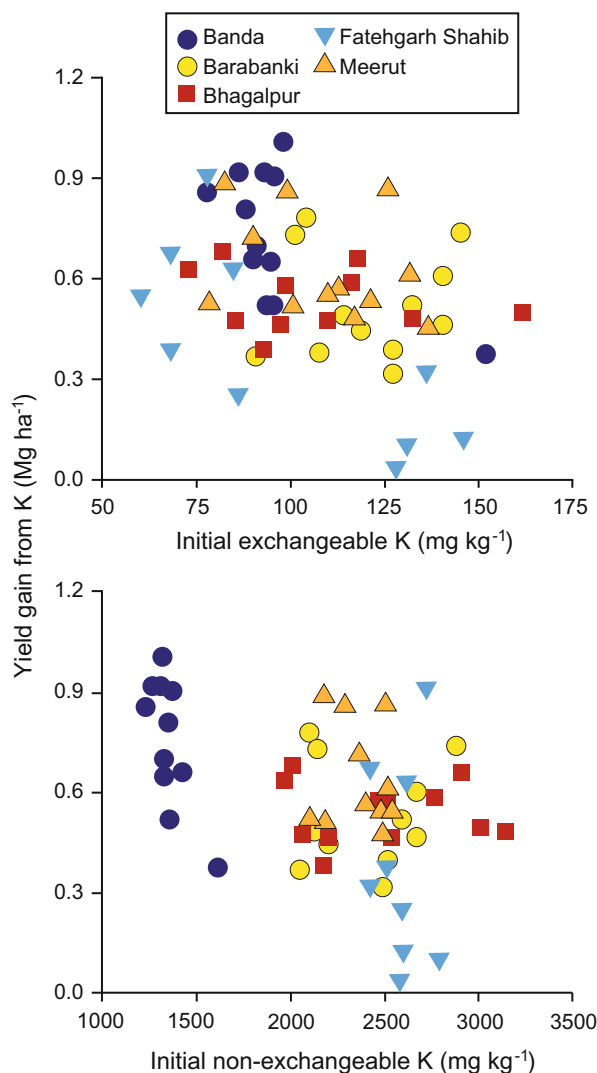 Banda
Fatehgarh Shahib
Barabanki
Meerut
Bhagalpur
1.2
0.9
0.6
0.3
0.0
50
75
100
125
150
175
Initial exchangeable K (mg kg⁻¹)
Yield gain from K (Mg ha⁻¹)
1.2
0.9
0.6
0.3
0.0
1000
1500
2000
2500
3000
3500
Initial non-exchangeable K (mg kg⁻¹)